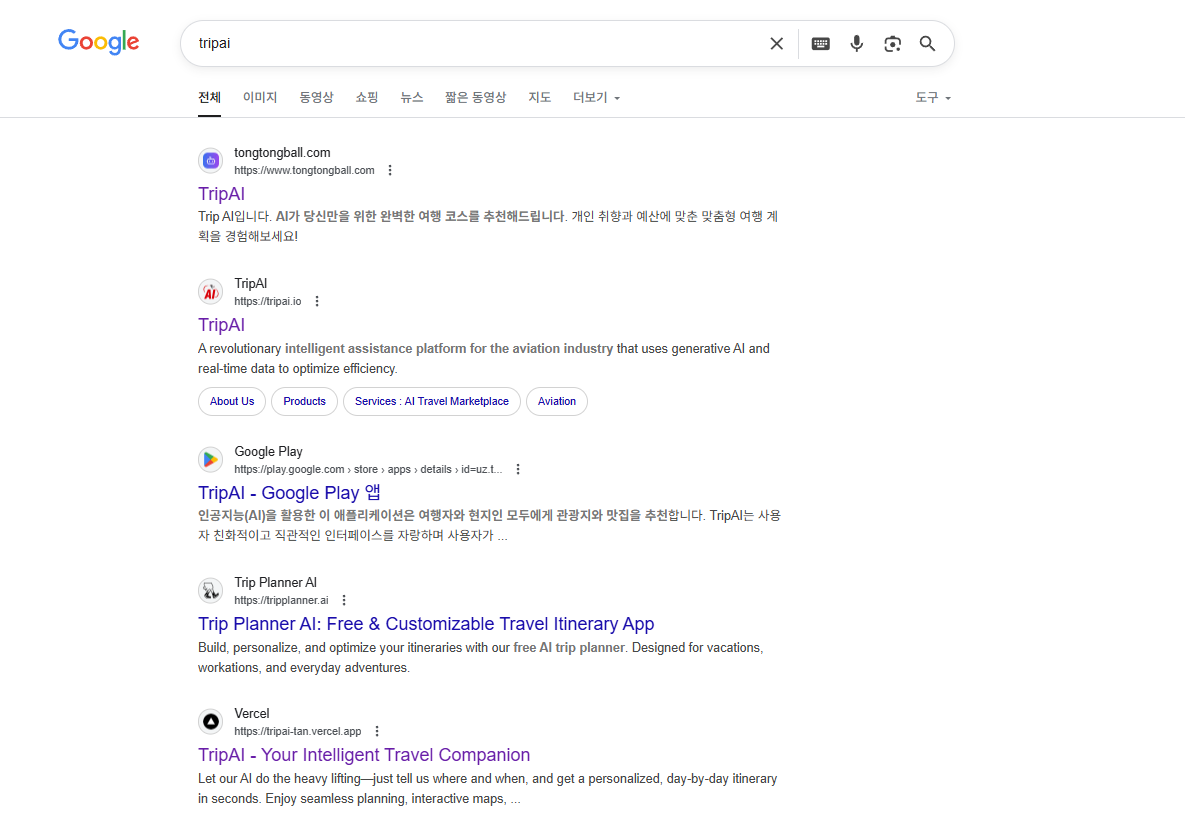 Google
tripai
전체 이미지 동영상 쇼핑 뉴스 짧은 동영상 지도 더보기 도구
tongtongball.com
https://www.tongtongball.com
TripAI
Trip AI입니다. AI가 당신만을 위한 완벽한 여행 코스를 추천해드립니다. 개인 취향과 예산에 맞춘 맞춤형 여행 계
획을 경험해보세요!
TripAI
https://tripai.io
AI
TripAI
A revolutionary intelligent assistance platform for the aviation industry that uses generative AI and
real-time data to optimize efficiency.
About Us Products Services : AI Travel Marketplace Aviation
Google Play
https://play.google.com › store › apps › details › id=uz.t...
TripAI - Google Play 앱
인공지능(AI)을 활용한 이 애플리케이션은 여행자와 현지인 모두에게 관광지와 맛집을 추천합니다. TripAI는 사용
자 친화적이고 직관적인 인터페이스를 자랑하며 사용자가 ...
Trip Planner AI
https://tripplanner.ai
Trip Planner AI: Free & Customizable Travel Itinerary App
Build, personalize, and optimize your itineraries with our free AI trip planner. Designed for vacations,
workations, and everyday adventures.
Vercel
https://tripai-tan.vercel.app
TripAI - Your Intelligent Travel Companion
Let our AI do the heavy lifting—just tell us where and when, and get a personalized, day-by-day itinerary
in seconds. Enjoy seamless planning, interactive maps, ...